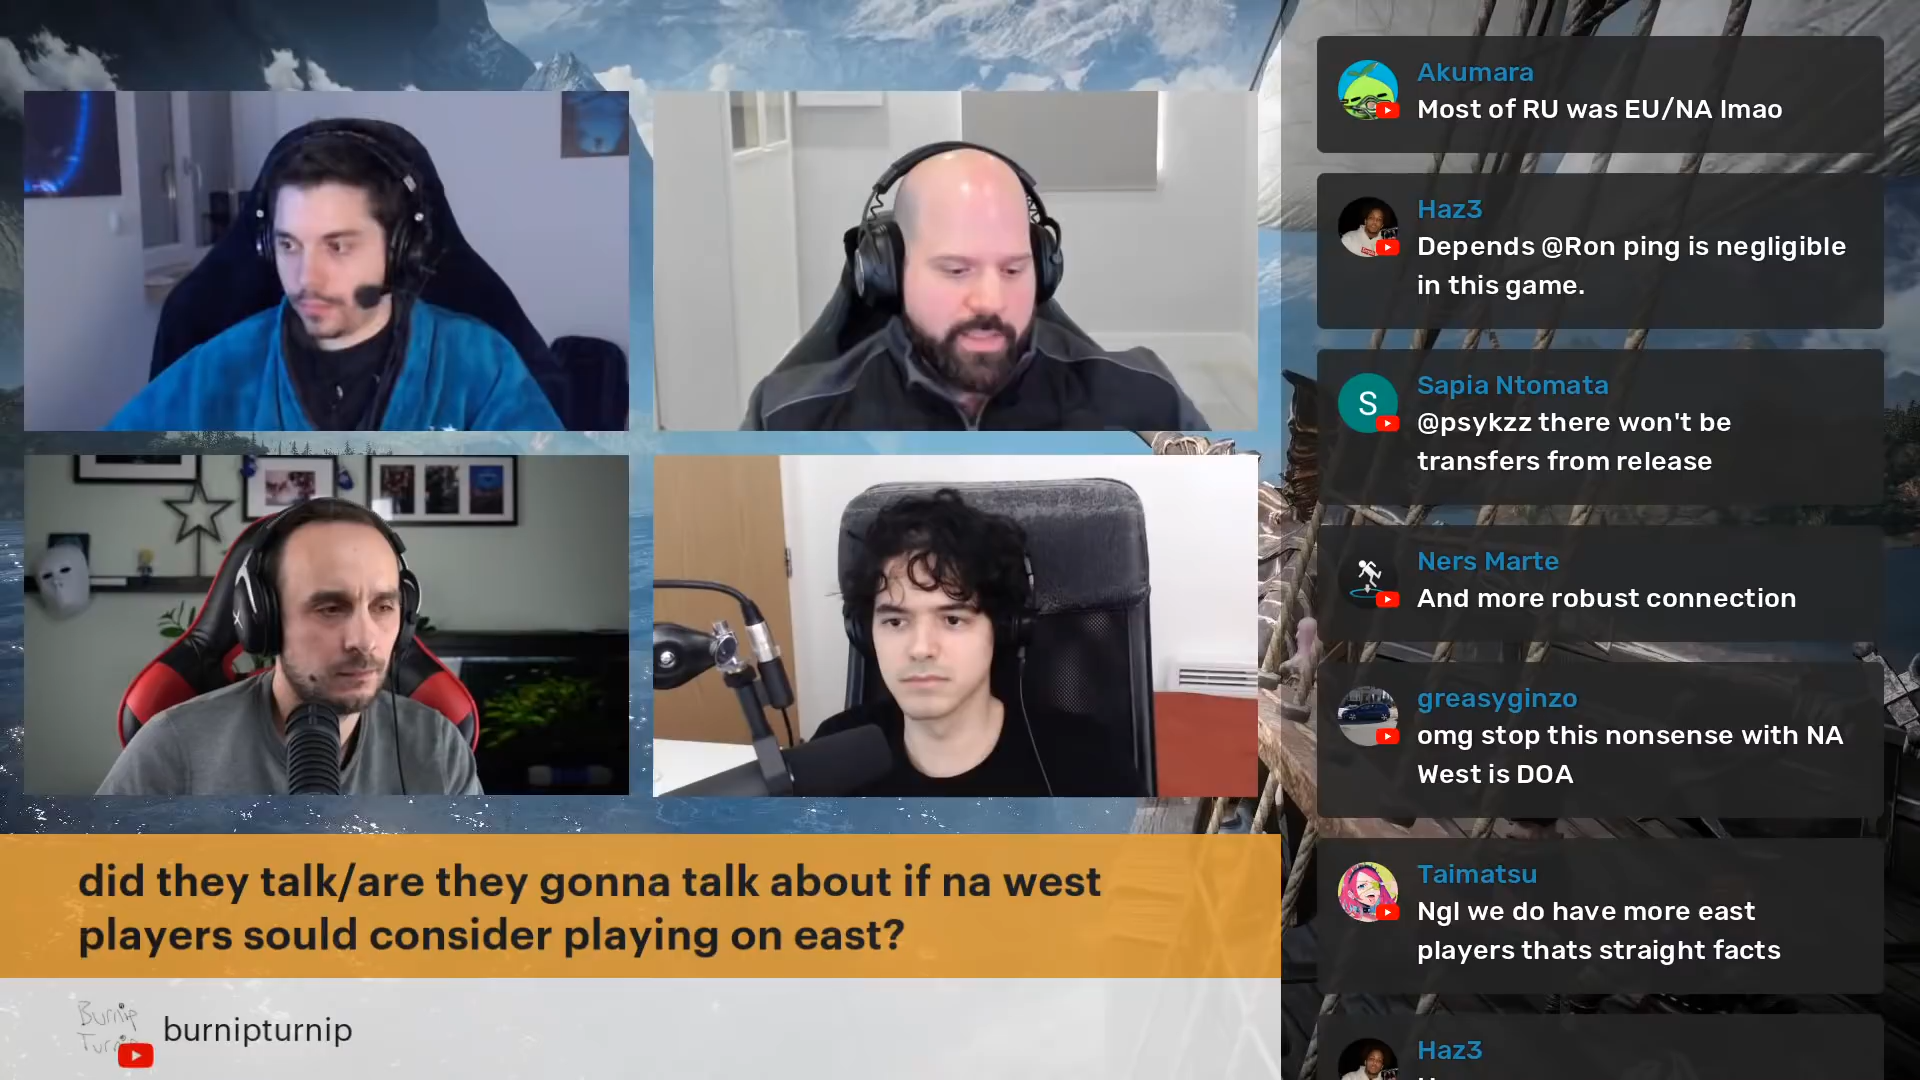 did they talk/are they gonna talk about if na west
players sould consider playing on east?
Burnip
Turnip
burnipturnip
Akumara
Most of RU was EU/NA lmao
Haz3
Depends @Ron ping is negligible
in this game.
S
Sapia Ntomata
@psykzz there won't be
transfers from release
Ners Marte
And more robust connection
greasyginzo
omg stop this nonsense with NA
West is DOA
Taimatsu
Ngl we do have more east
players thats straight facts
Haz3